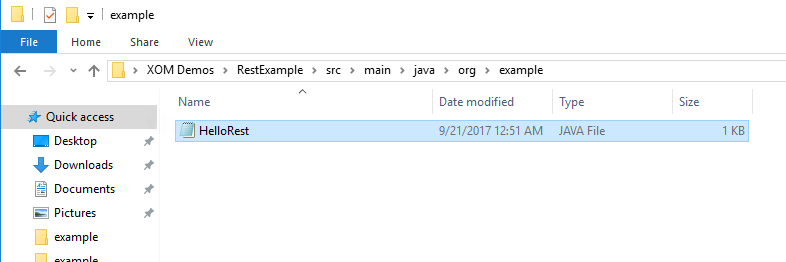 example
File Home Share View
XOM Demos RestExample src main java org example
Name Date modified Type Size
Quick access
HelloRest 9/21/2017 12:51 AM JAVA File 1 KB
Desktop
Downloads
Documents
Pictures
example
example